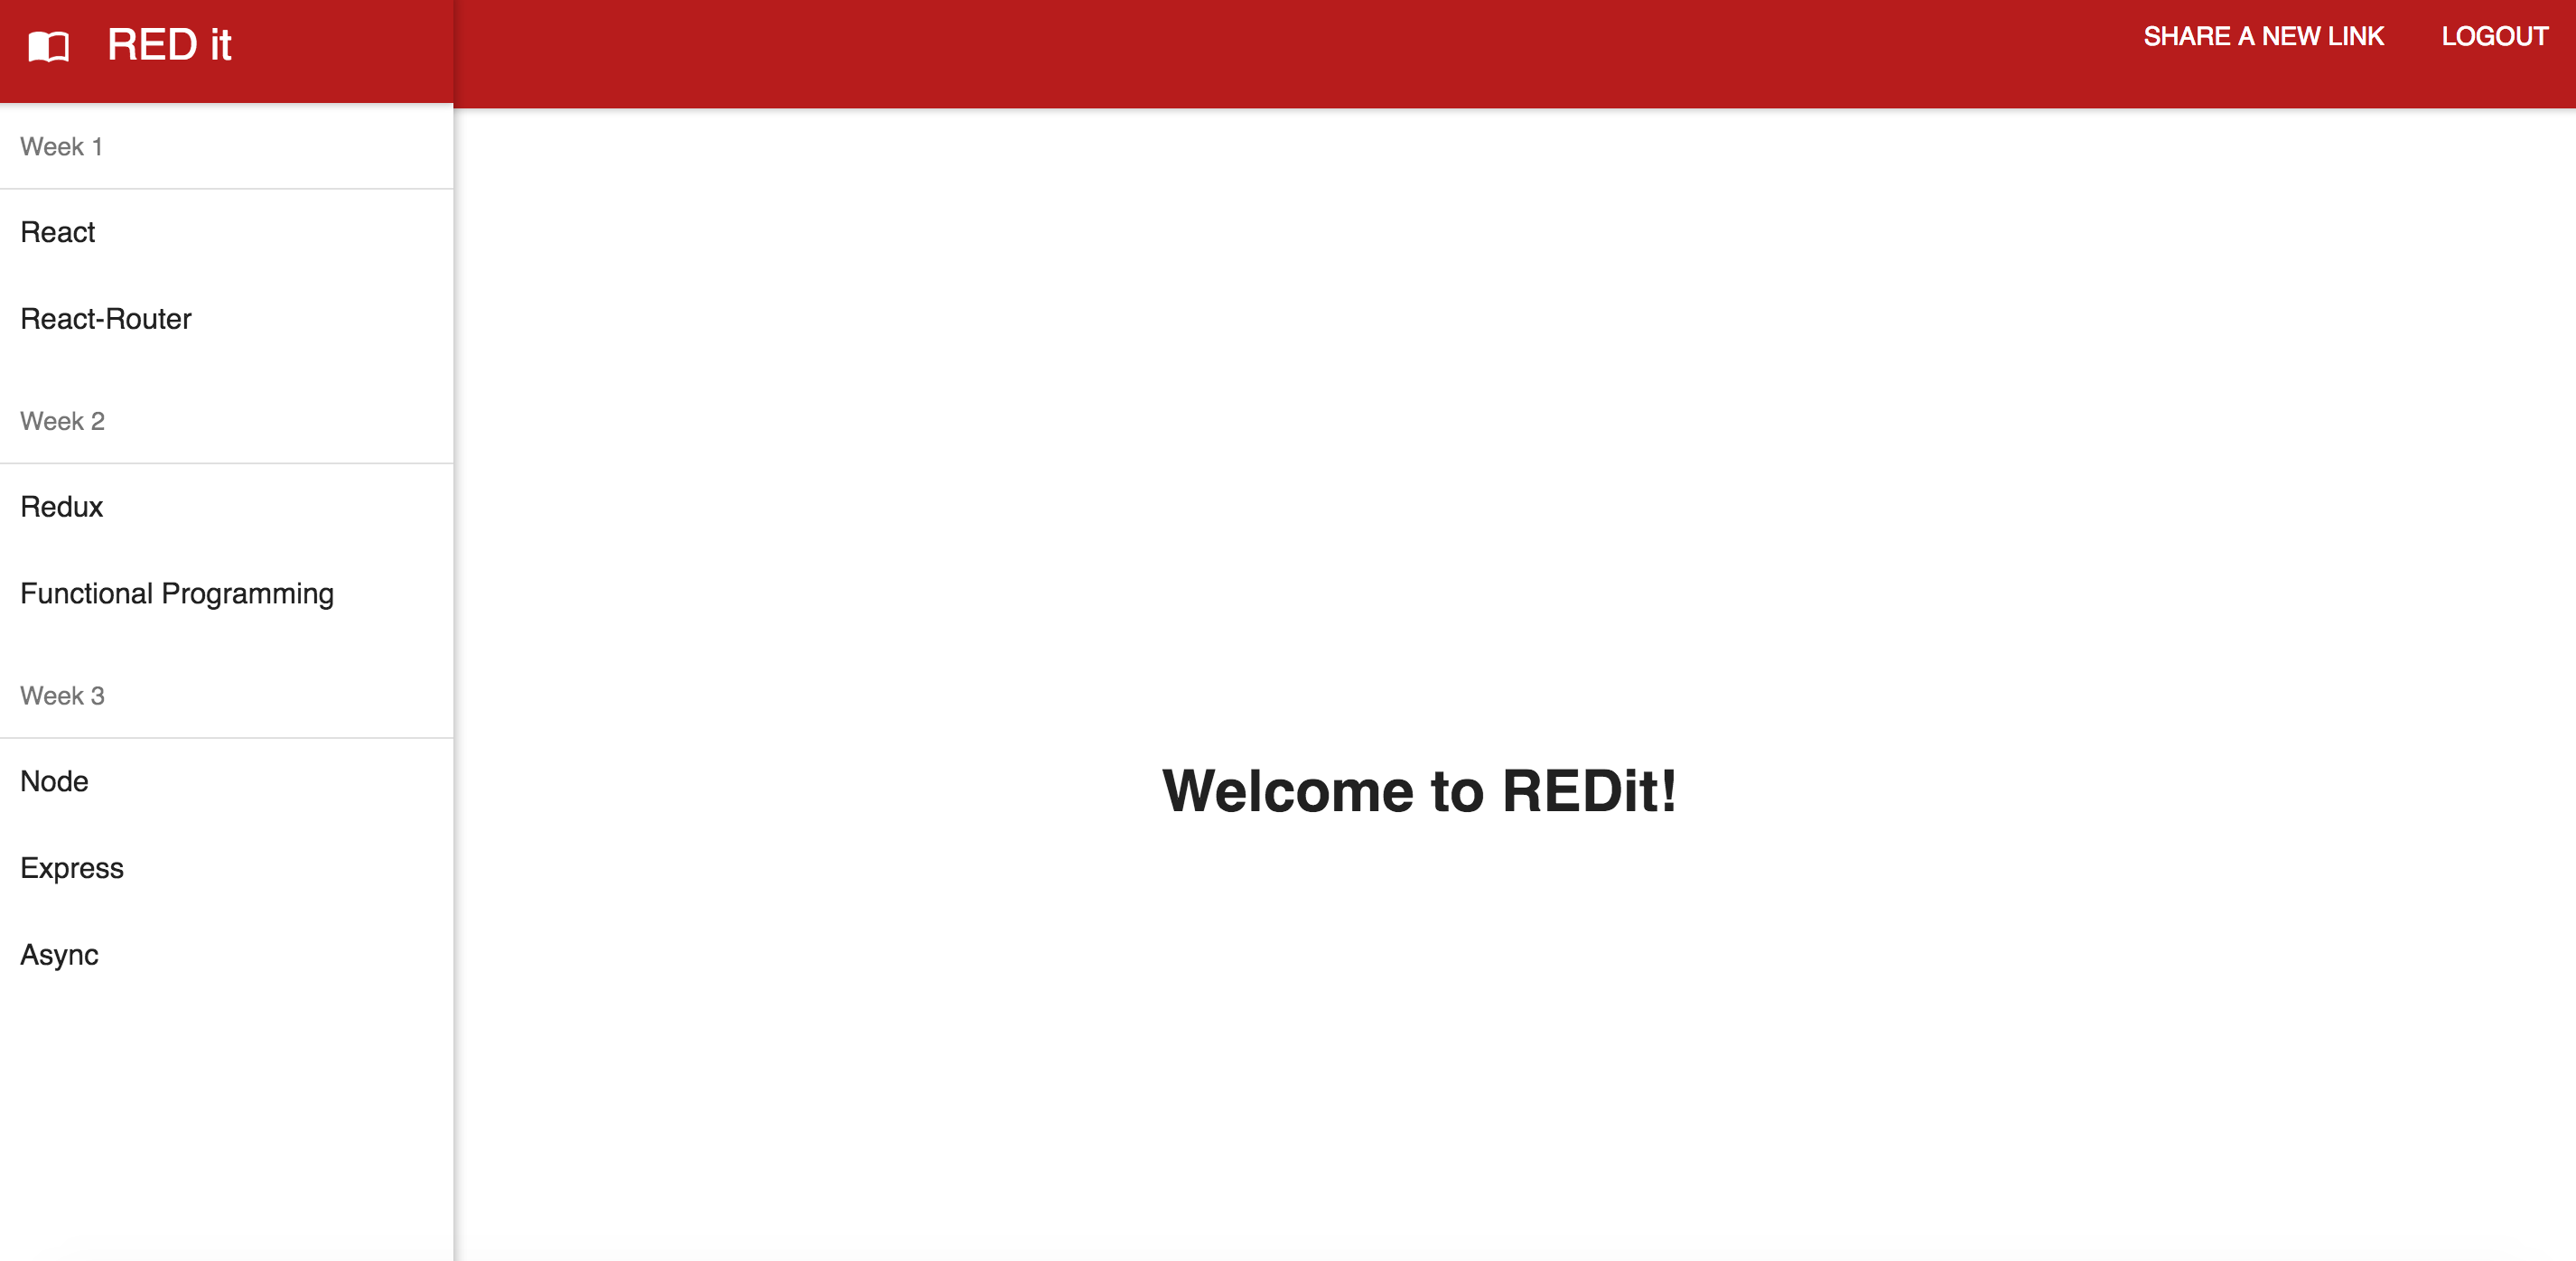 RED it
SHARE A NEW LINK
LOGOUT
Week 1
React
React-Router
Week 2
Redux
Functional Programming
Week 3
Node
Express
Async
Welcome to REDit!